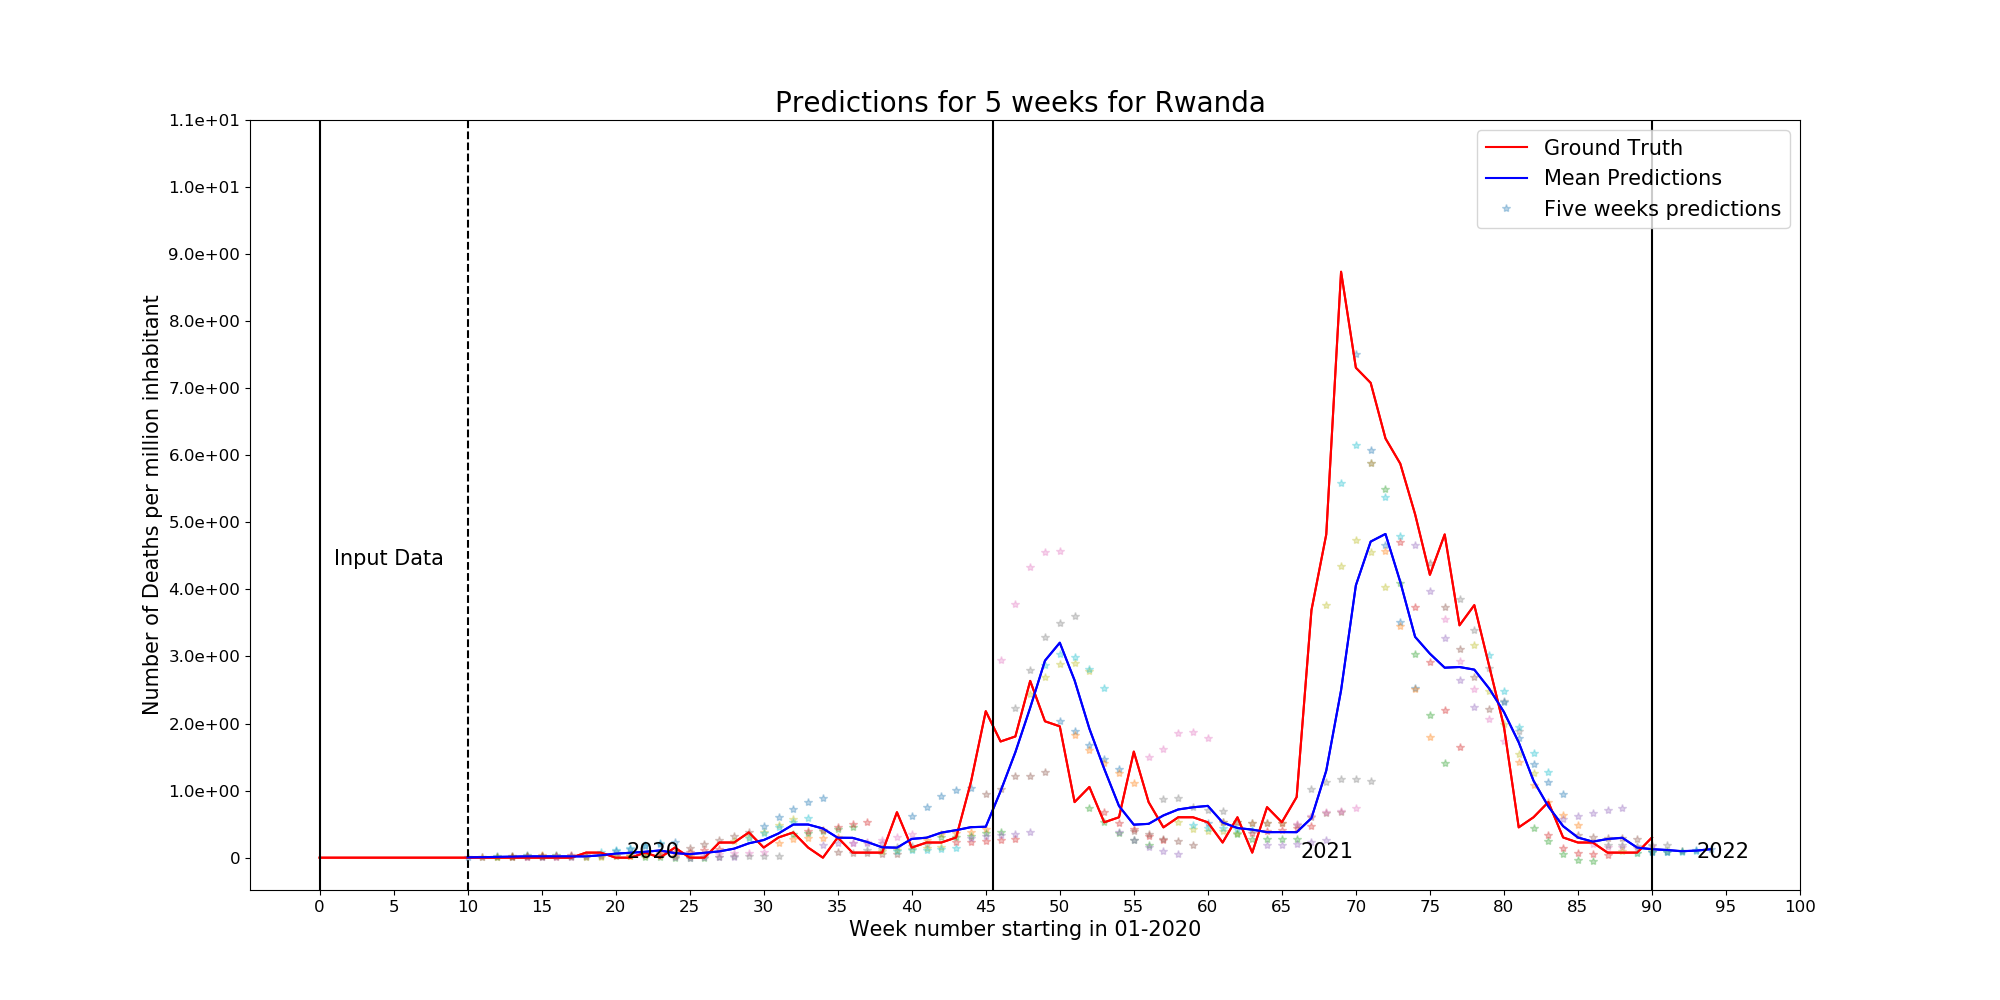 Predictions for 5 weeks for Rwanda
1.1e+01
1.0e+01
9.0e+00
8.0e+00
7.0e+00
6.0e+00
5.0e+00
4.0e+00
3.0e+00
2.0e+00
1.0e+00
0
Number of Deaths per million inhabitant
Ground Truth
Mean Predictions
Five weeks predictions
Input Data
2020 2021 2022
0 5 10 15 20 25 30 35 40 45 50 55 60 65 70 75 80 85 90 95 100
Week number starting in 01-2020